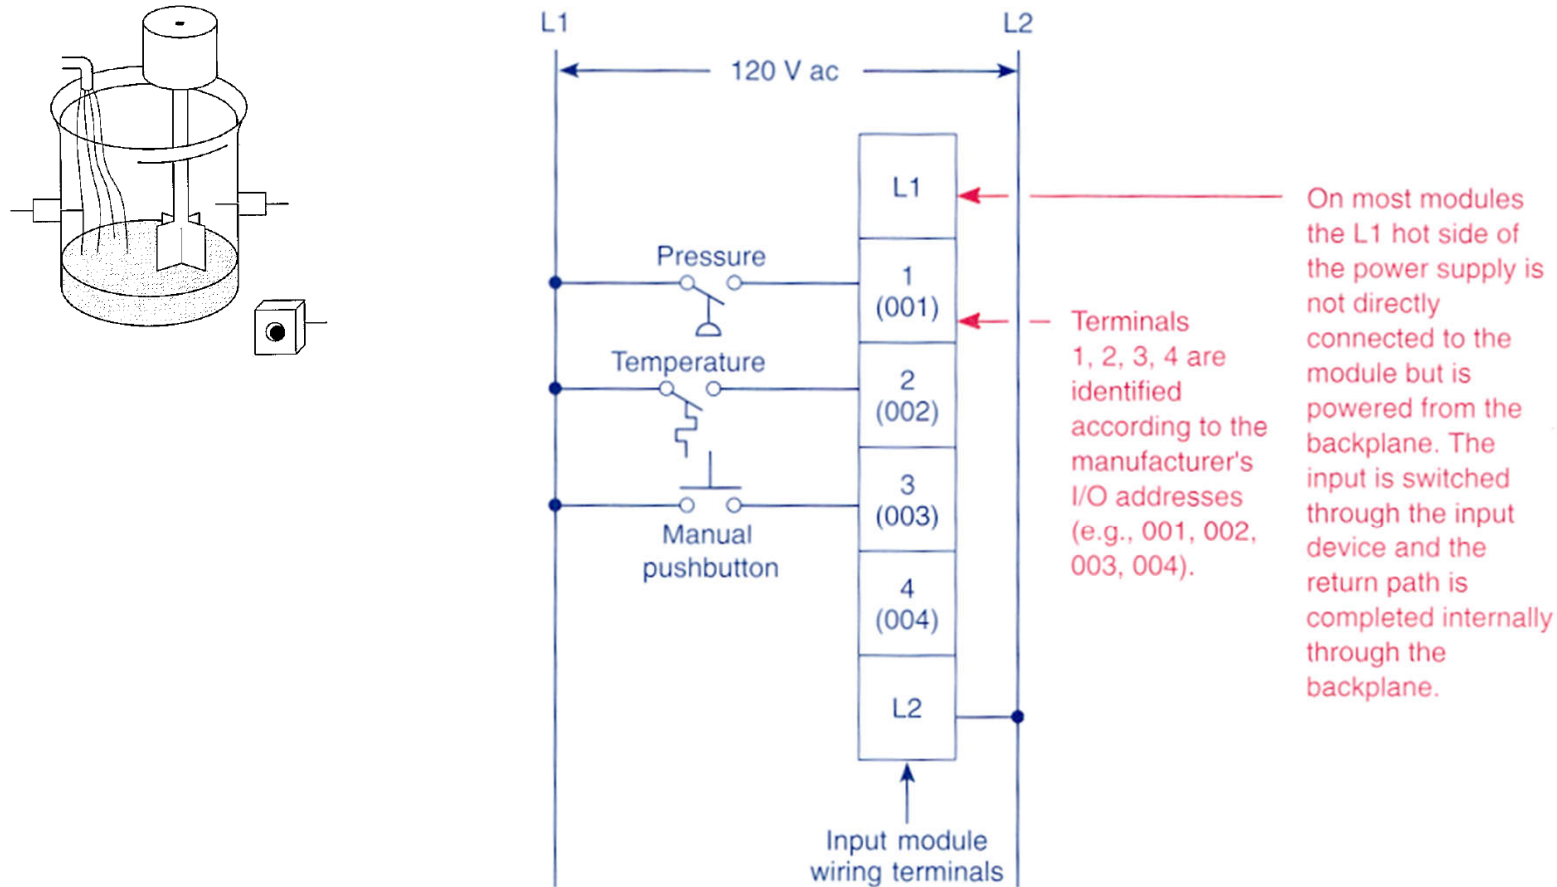 L1
L2
120 V ac
L1
Pressure
1
(001)
Temperature
2
(002)
3
(003)
Manual
pushbutton
4
(004)
L2
Input module
wiring terminals
Terminals
1, 2, 3, 4 are
identified
according to the
manufacturer's
I/O addresses
(e.g., 001, 002,
003, 004).
On most modules
the L1 hot side of
the power supply is
not directly
connected to the
module but is
powered from the
backplane. The
input is switched
through the input
device and the
return path is
completed internally
through the
backplane.